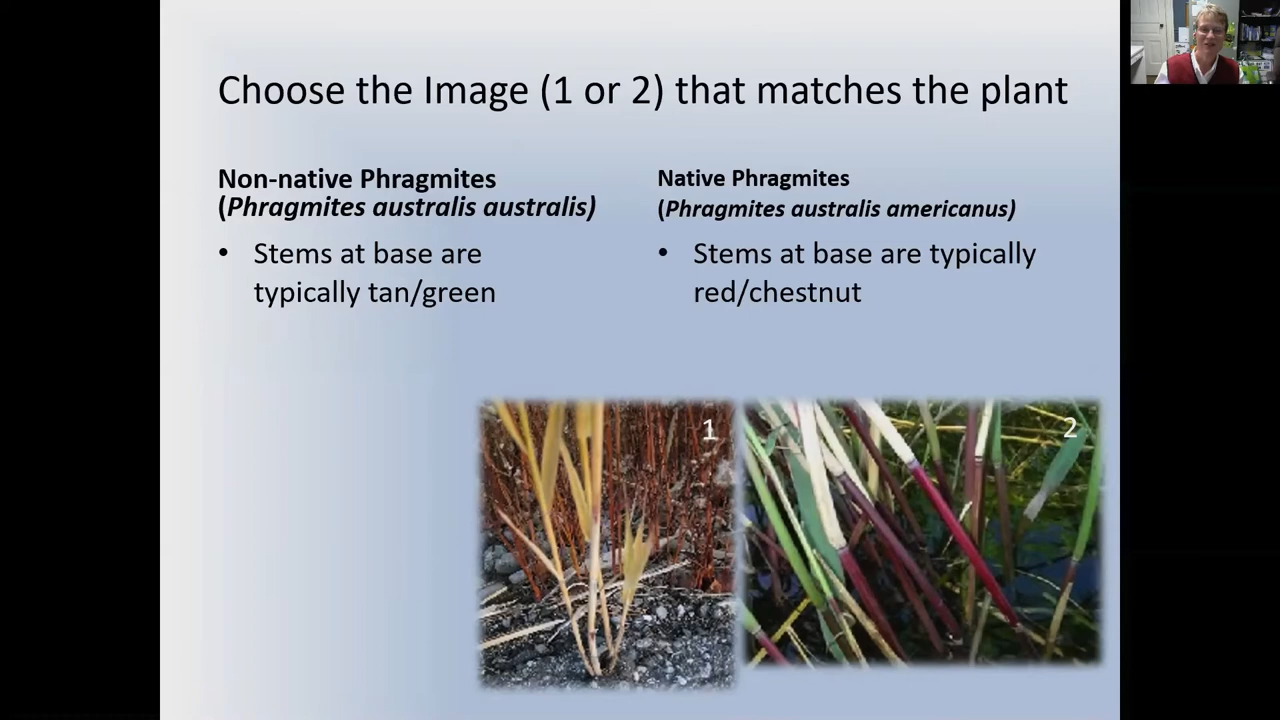 Choose the Image (1 or 2) that matches the plant
Non-native Phragmites
(Phragmites australis australis)
• Stems at base are
typically tan/green
Native Phragmites
(Phragmites australis americanus)
• Stems at base are typically
red/chestnut
1
2